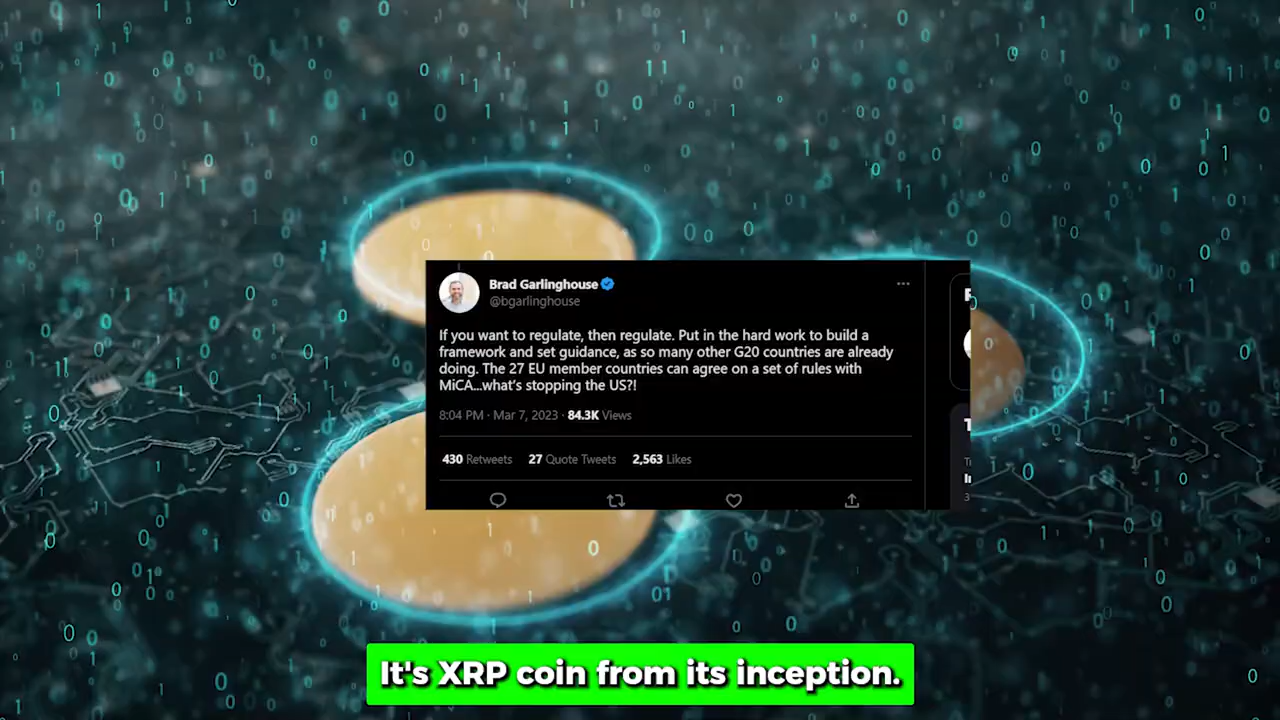 Brad Garlinghouse
@bgarlinghouse
If you want to regulate, then regulate. Put in the hard work to build a
framework and set guidance, as so many other G20 countries are already
doing. The 27 EU member countries can agree on a set of rules with
MiCA...what's stopping the US?!
8:04 PM · Mar 7, 2023 · 84.3K Views
430 Retweets 27 Quote Tweets 2,563 Likes
It's XRP coin from its inception.